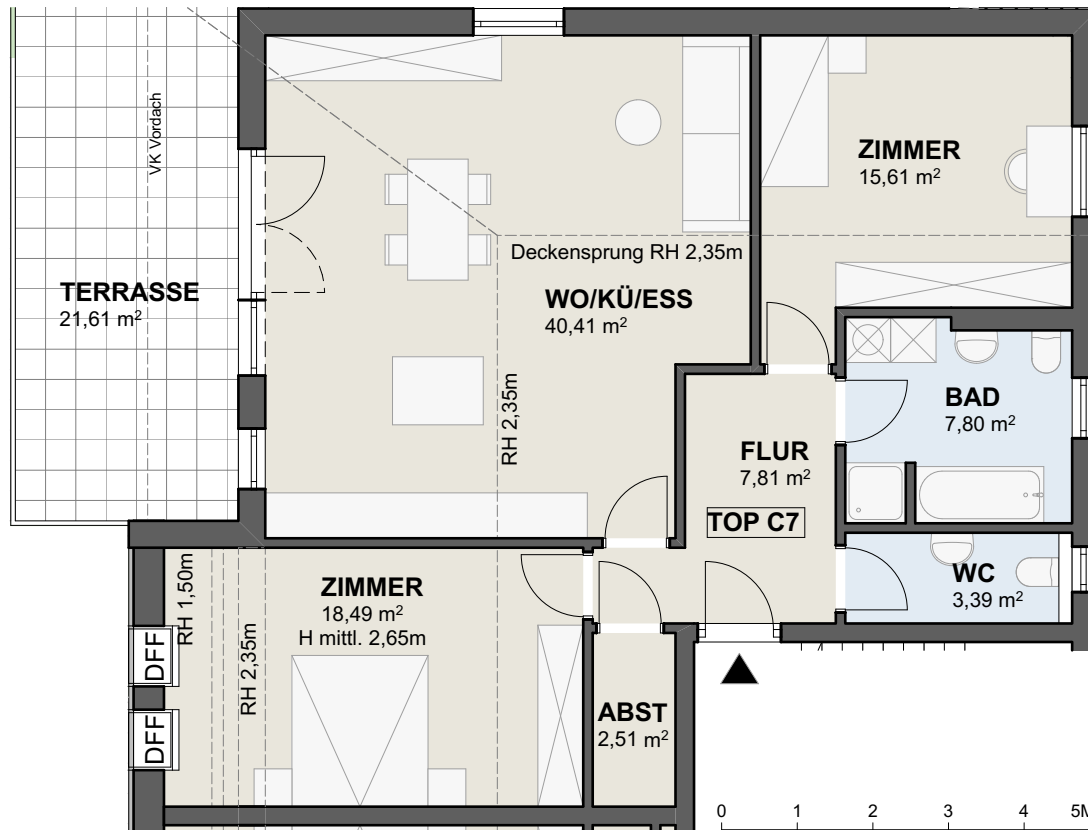 VK Vordach
ZIMMER
15,61 m²
Deckensprung RH 2,35m
TERRASSE
21,61 m²
WO/KÜ/ESS
40,41 m²
RH 2,35m
BAD
7,80 m²
FLUR
7,81 m²
TOP C7
RH 1,50m
ZIMMER
18,49 m²
H mittl. 2,65m
WC
3,39 m²
RH 2,35m
DFF
DFF
ABST
2,51 m²
0 1 2 3 4 5M